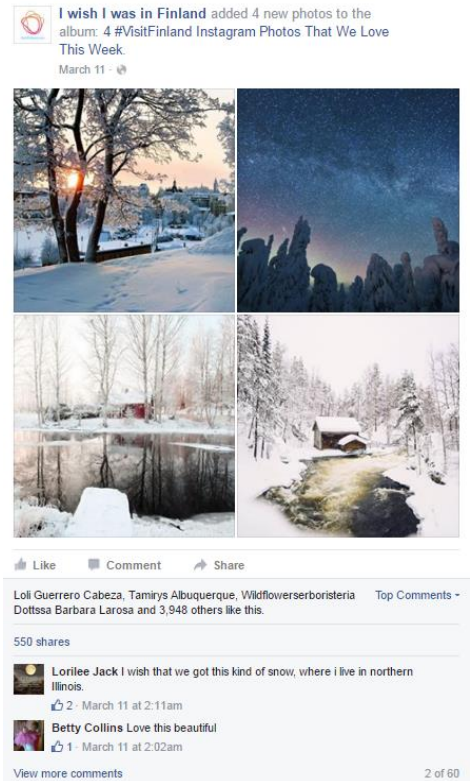 I wish I was in Finland added 4 new photos to the
album: 4 #VisitFinland Instagram Photos That We Love
This Week.
March 11 ·
Like Comment Share
Loli Guerrero Cabeza, Tamirys Albuquerque, Wildflowerserboristeria Top Comments
Dottssa Barbara Larosa and 3,948 others like this.
550 shares
Lorilee Jack I wish that we got this kind of snow, where i live in northern
Illinois.
2 · March 11 at 2:11am
Betty Collins Love this beautiful
1 · March 11 at 2:02am
View more comments 2 of 60